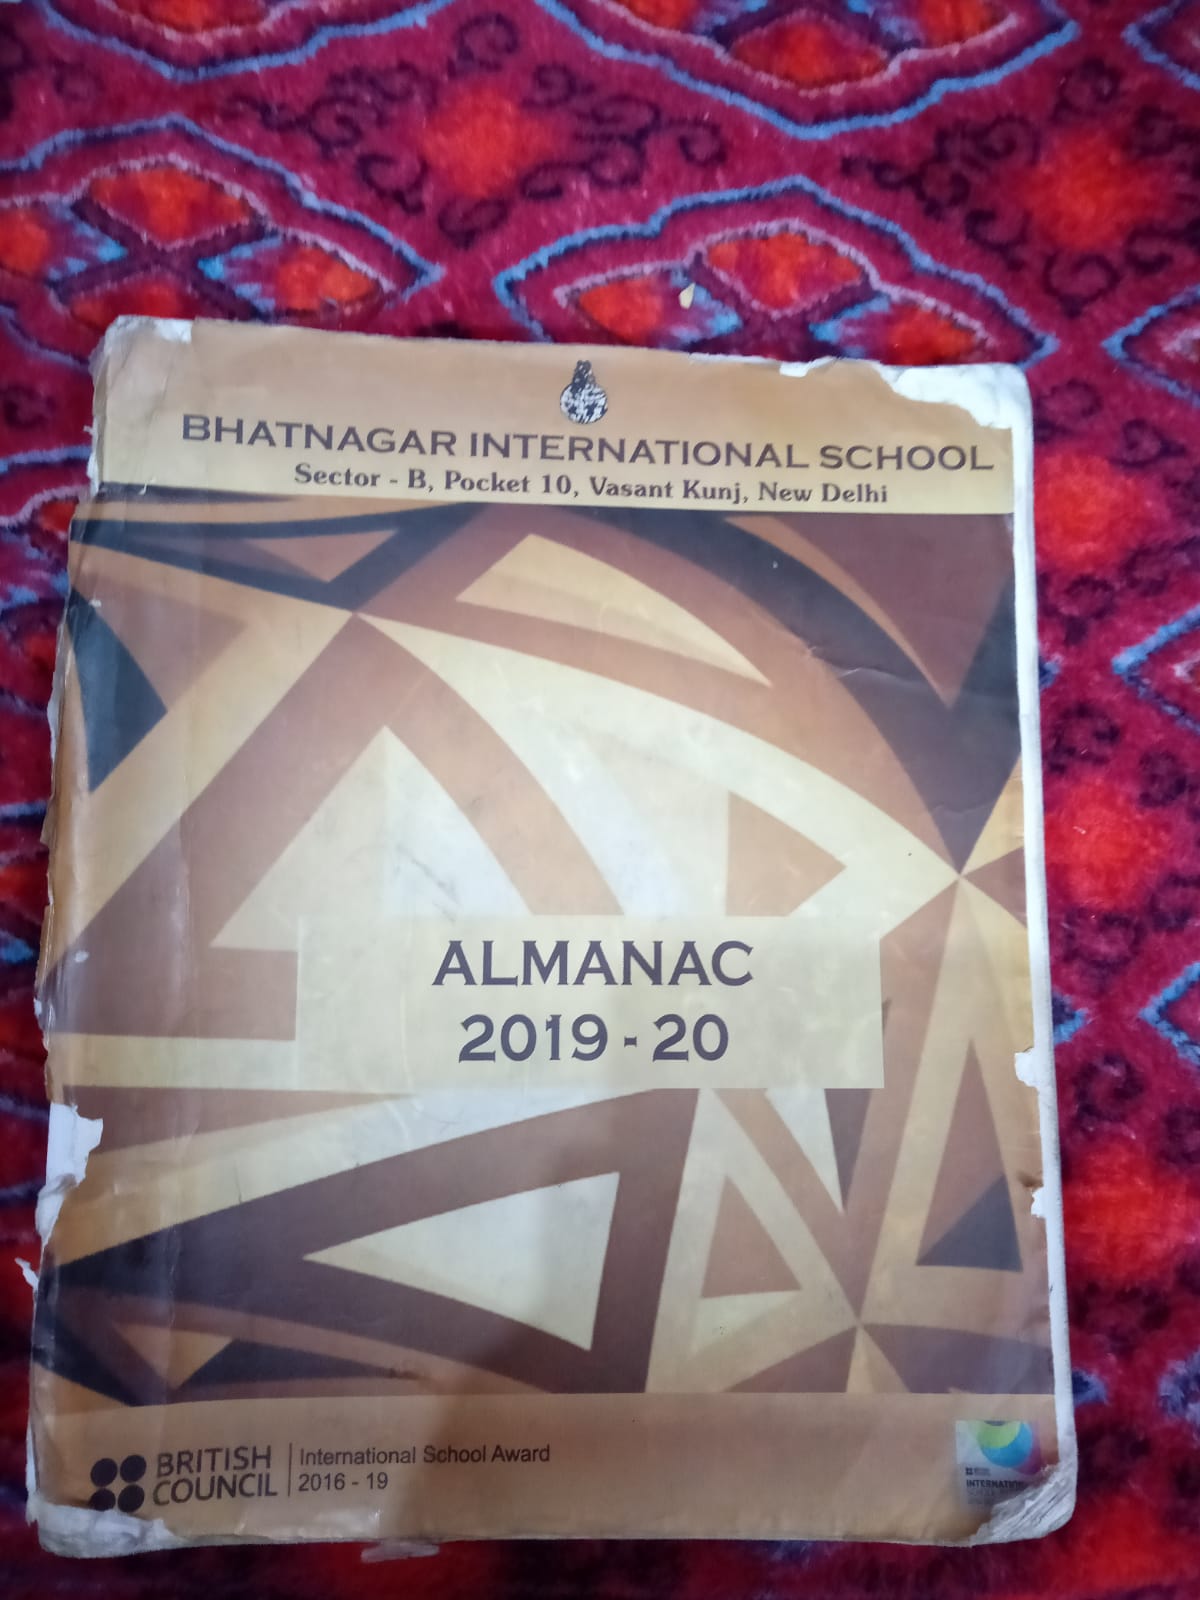 BHATNAGAR INTERNATIONAL SCHOOL
Sector - B, Pocket 10, Vasant Kunj, New Delhi
ALMANAC
2019 - 20
BRITISH
COUNCIL
International School Award
2016 - 19